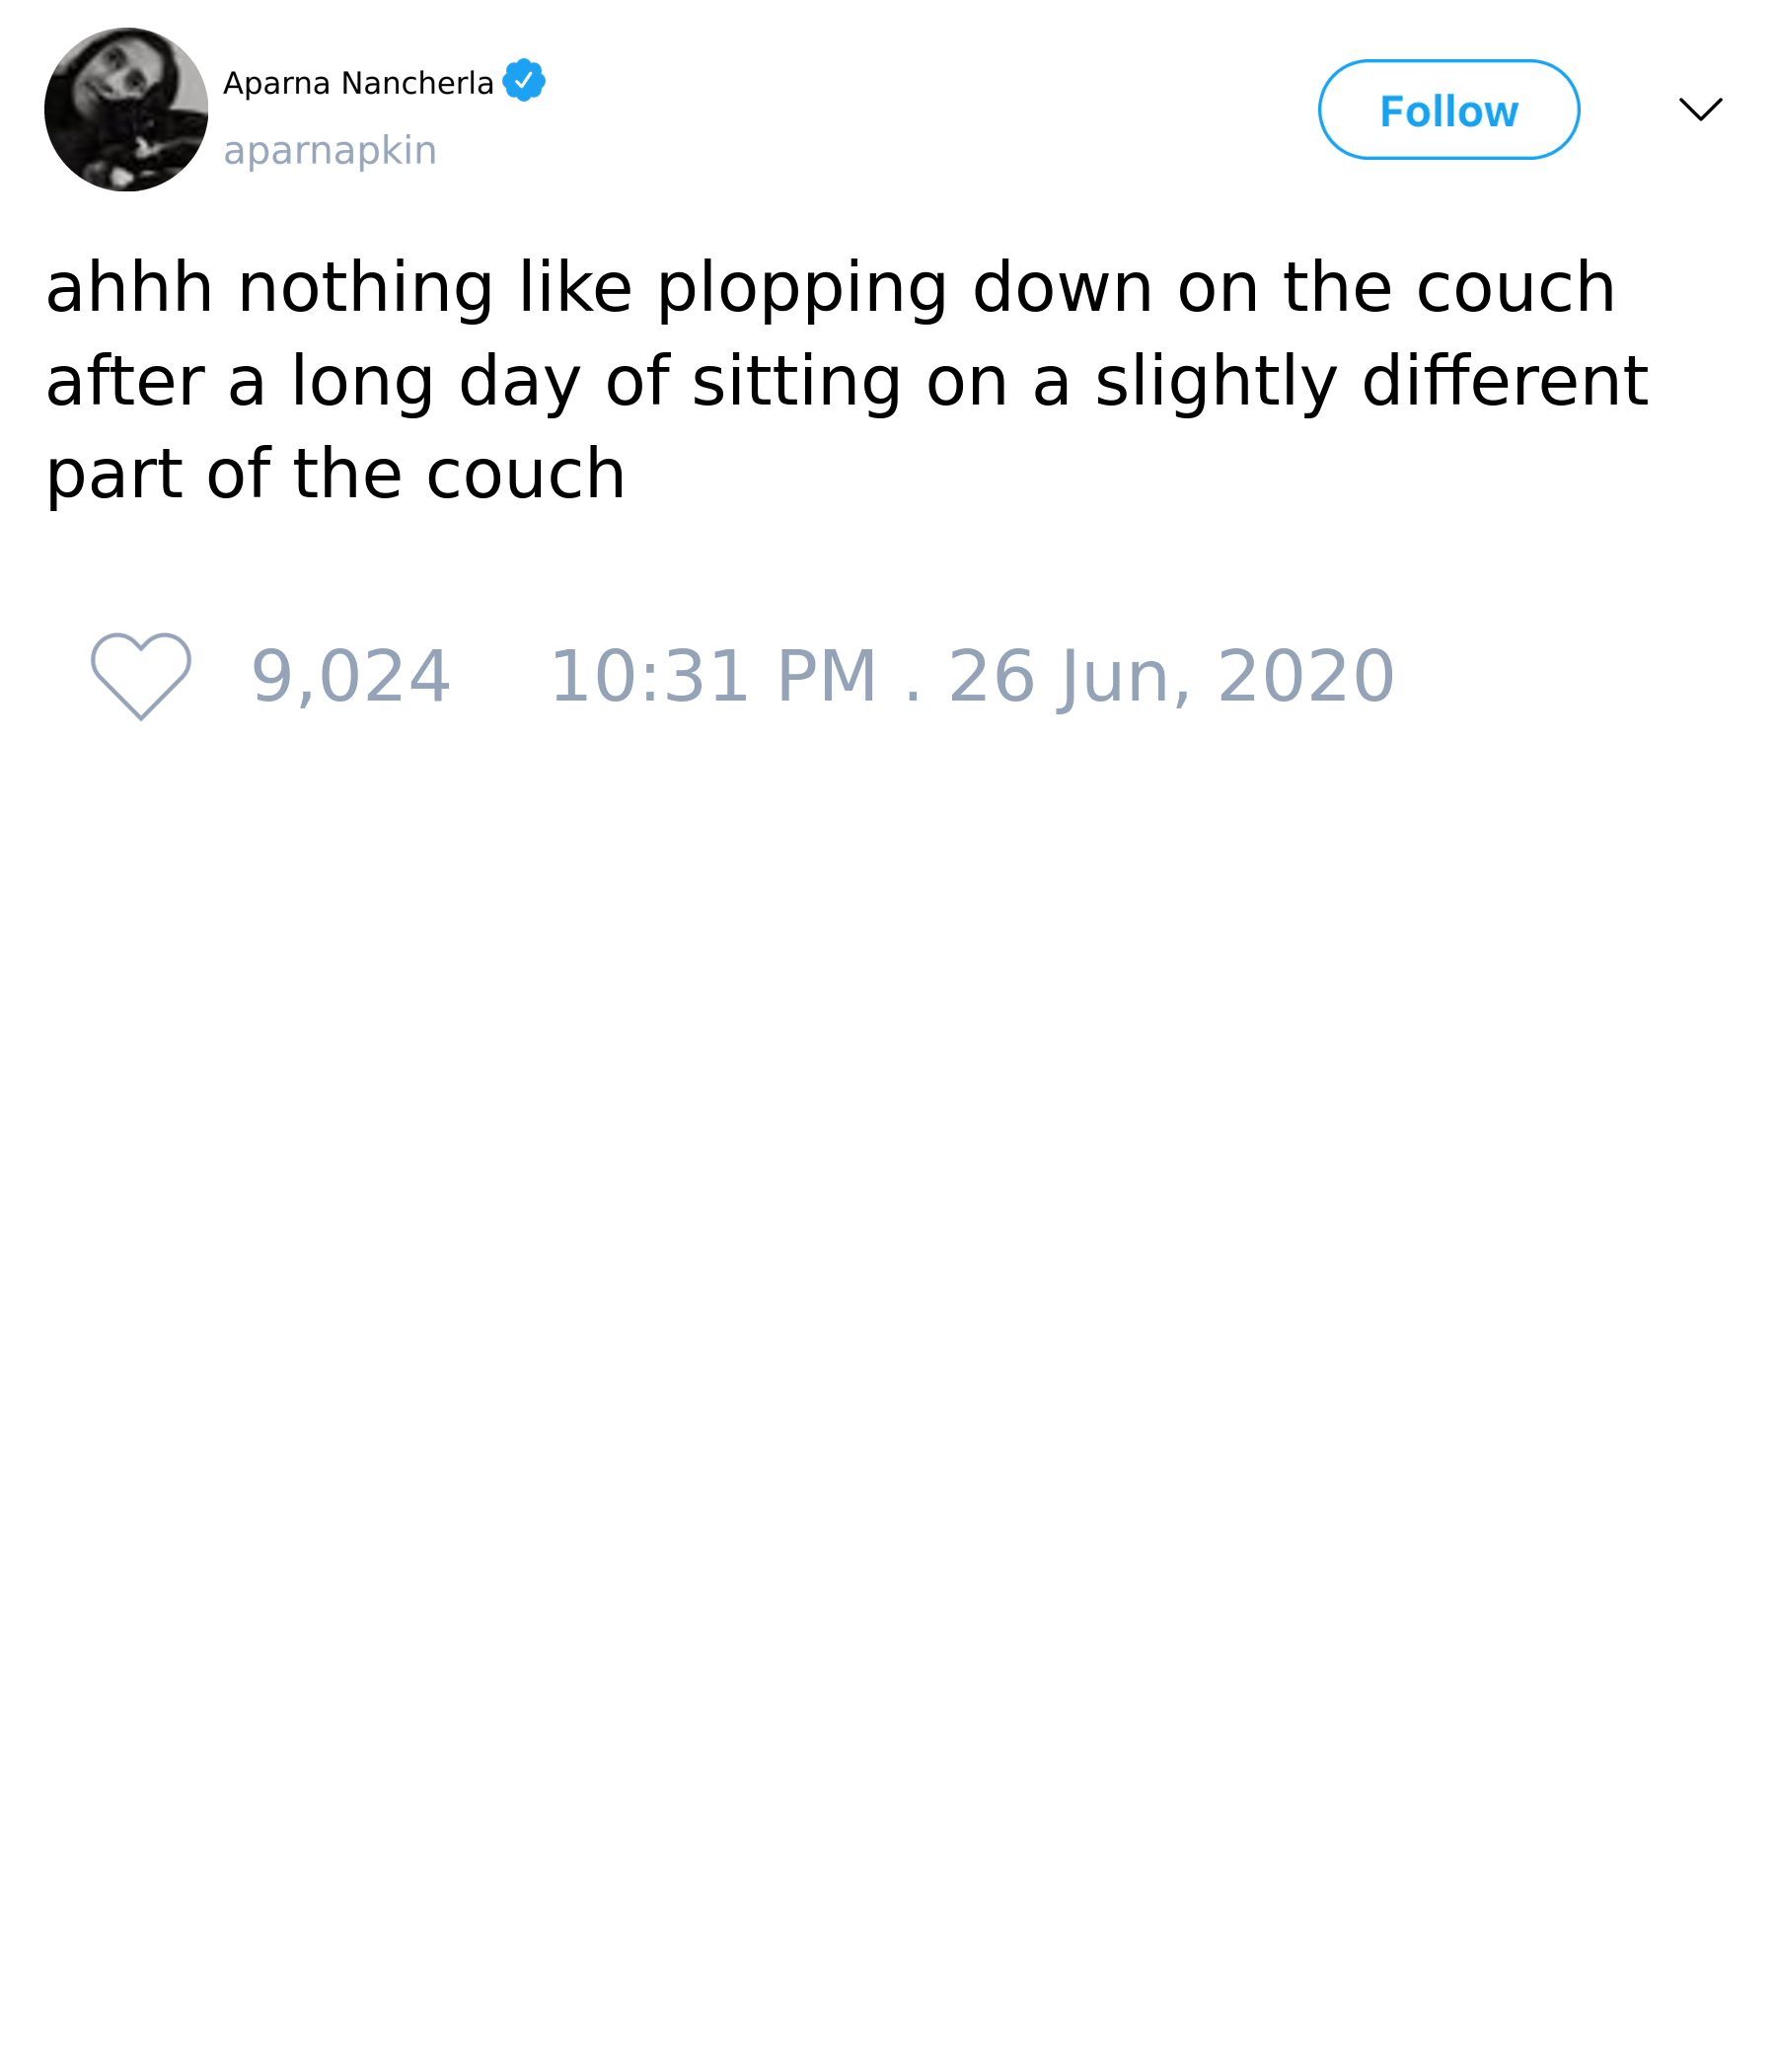 Aparna Nancherla
aparnapkin
Follow
ahhh nothing like plopping down on the couch
after a long day of sitting on a slightly different
part of the couch
9,024 10:31 PM . 26 Jun, 2020